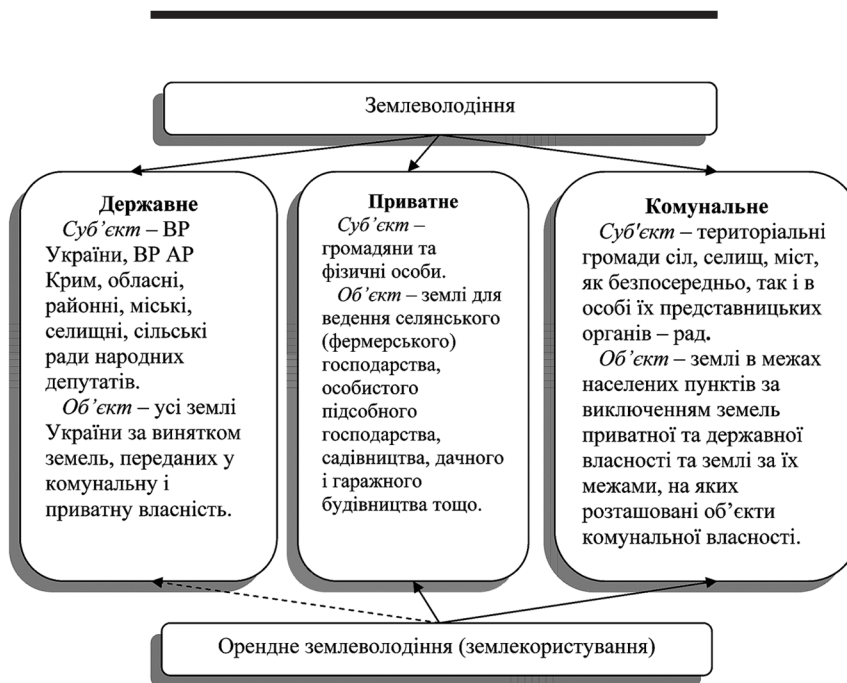 Землеволодіння
Державне
Суб’єкт – ВР
України, ВР АР
Крим, обласні,
районні, міські,
селищні, сільські
ради народних
депутатів.
Об’єкт – усі землі
України за винятком
земель, переданих у
комунальну і
приватну власність.
Приватне
Суб’єкт –
громадяни та
фізичні особи.
Об’єкт – землі для
ведення селянського
(фермерського)
господарства,
особистого
підсобного
господарства,
садівництва, дачного
і гаражного
будівництва тощо.
Комунальне
Суб'єкт – територіальні
громади сіл, селищ, міст,
як безпосередньо, так і в
особі їх представницьких
органів – рад.
Об’єкт – землі в межах
населених пунктів за
виключенням земель
приватної та державної
власності та землі за їх
межами, на яких
розташовані об’єкти
комунальної власності.
Орендне землеволодіння (землекористування)